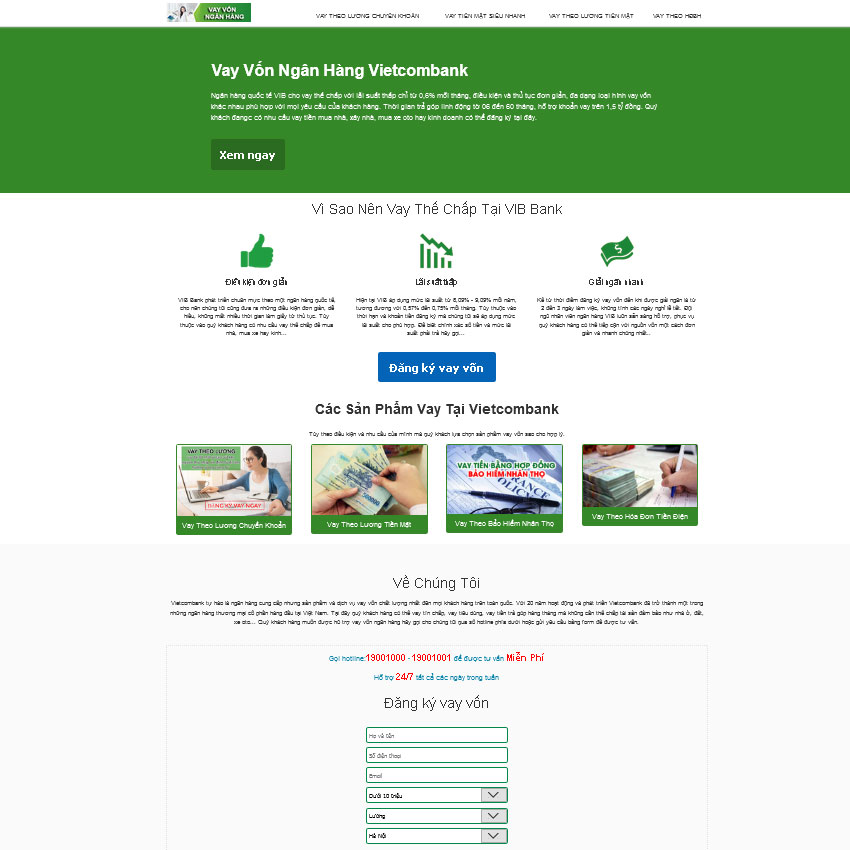 VAY VỐN
NGÂN HÀNG
VAY THEO LƯƠNG CHUYỂN KHOẢN
VAY TIỀN MẶT SIÊU NHANH
VAY THEO LƯƠNG TIỀN MẶT
VAY THEO HĐBH
Vay Vốn Ngân Hàng Vietcombank
Ngân hàng quốc tế VIB cho vay thế chấp với lãi suất thấp chỉ từ 0,6% mỗi tháng, điều kiện và thủ tục đơn giản, đa dạng loại hình vay vốn
khác nhau phù hợp với mọi yêu cầu của khách hàng. Thời gian trả góp linh động từ 06 đến 60 tháng, hỗ trợ khoản vay trên 1,5 tỷ đồng. Quý
khách đang có nhu cầu vay tiền mua nhà, xây nhà, mua xe oto hay kinh doanh có thể đăng ký tại đây.
Xem ngay
Vì Sao Nên Vay Thế Chấp Tại VIB Bank
Điều kiện đơn giản
VIB Bank phát triển chuẩn mực theo một ngân hàng quốc tế,
cho nên chúng tôi cũng đưa ra những điều kiện đơn giản, dễ
hiểu, không mất nhiều thời gian làm giấy tờ thủ tục. Tùy
thuộc vào quý khách hàng có nhu cầu vay thế chấp để mua
nhà, mua xe hay kinh...
Lãi suất thấp
Hiện tại VIB áp dụng mức lãi suất từ 6,09% - 9,09% mỗi năm,
tương đương với 0,57% đến 0,75% mỗi tháng. Tùy thuộc vào
thời hạn và khoản tiền đăng ký mà chúng tôi sẽ áp dụng mức
lãi suất cho phù hợp. Để biết chính xác số tiền và mức lãi
suất phải trả hãy gọi...
Giải ngân nhanh
Kể từ thời điểm đăng ký vay vốn đến khi được giải ngân là từ
2 đến 3 ngày làm việc, không tính các ngày nghỉ lễ tết. Đội
ngũ nhân viên ngân hàng VIB luôn sẵn sàng hỗ trợ, phục vụ
quý khách hàng có thể tiếp cận với nguồn vốn một cách đơn
giản và nhanh chóng nhất..
Đăng ký vay vốn
Các Sản Phẩm Vay Tại Vietcombank
Tùy theo điều kiện và nhu cầu của mình mà quý khách lựa chọn sản phẩm vay vốn sao cho hợp lý.
VAY THEO LƯƠNG
ĐĂNG KÝ VAY NGAY
Vay Theo Lương Chuyển Khoản
Vay Theo Lương Tiền Mặt
VAY TIỀN BẰNG HỢP ĐỒNG
BẢO HIỂM NHÂN THỌ
Vay Theo Bảo Hiểm Nhân Thọ
Vay Theo Hóa Đơn Tiền Điện
Về Chúng Tôi
Vietcombank tự hào là ngân hàng cung cấp nhưng sản phẩm và dịch vụ vay vốn chất lượng nhất đến mọi khách hàng trên toàn quốc. Với 20 năm hoạt động và phát triển Vietcombank đã trở thành một trong
những ngân hàng thương mại cổ phần hàng đầu tại Việt Nam. Tại đây quý khách hàng có thể vay tín chấp, vay tiêu dùng, vay tiền trả góp hàng tháng mà không cần thế chấp tài sản đảm bảo như nhà ở, đất,
xe oto... Quý khách hàng muốn được hỗ trợ vay vốn ngân hàng hãy gọi cho chúng tôi qua số hotline phía dưới hoặc gửi yêu cầu bằng form để được tư vấn.
Gọi hotline:19001000 - 19001001 để được tư vấn Miễn Phí
Hỗ trợ 24/7 tất cả các ngày trong tuần
Đăng ký vay vốn
Họ và tên
Số điện thoại
Email
Dưới 10 triệu
Lương
Hà Nội